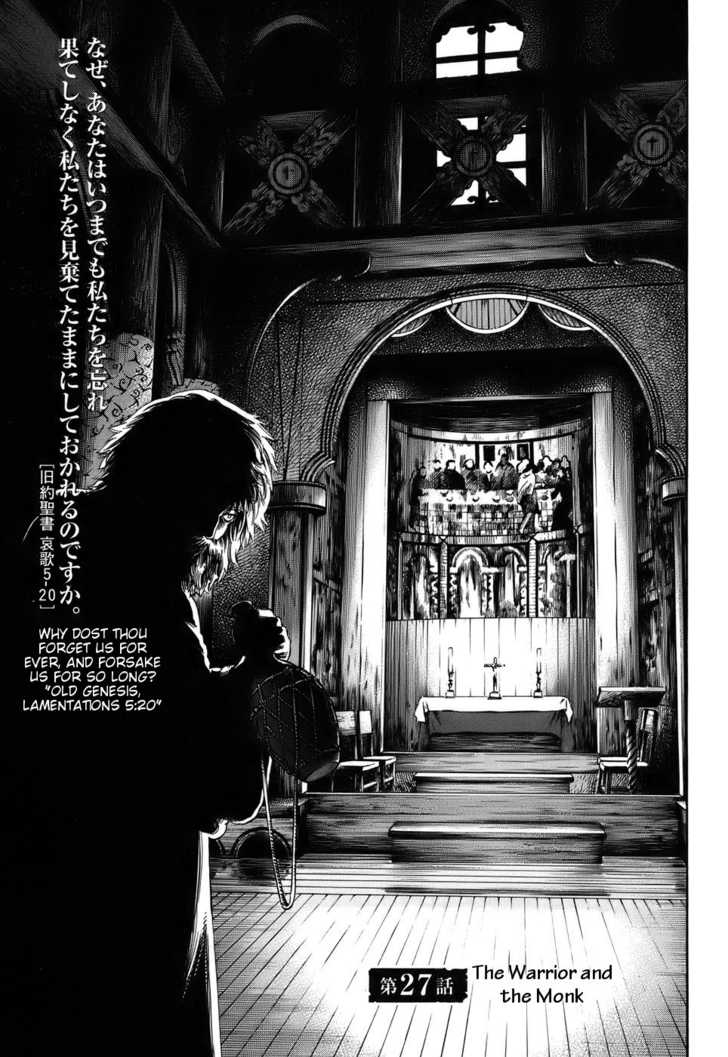 なぜ、あなたはいつまでも私たちを忘れ
果てしなく私たちを見棄てたままにしておかれるのですか。
［旧約聖書 哀歌5-20］
WHY DOST THOU
FORGET US FOR
EVER, AND FORSAKE
US FOR SO LONG?
"OLD GENESIS,
LAMENTATIONS 5:20"
第27話
The Warrior and
the Monk